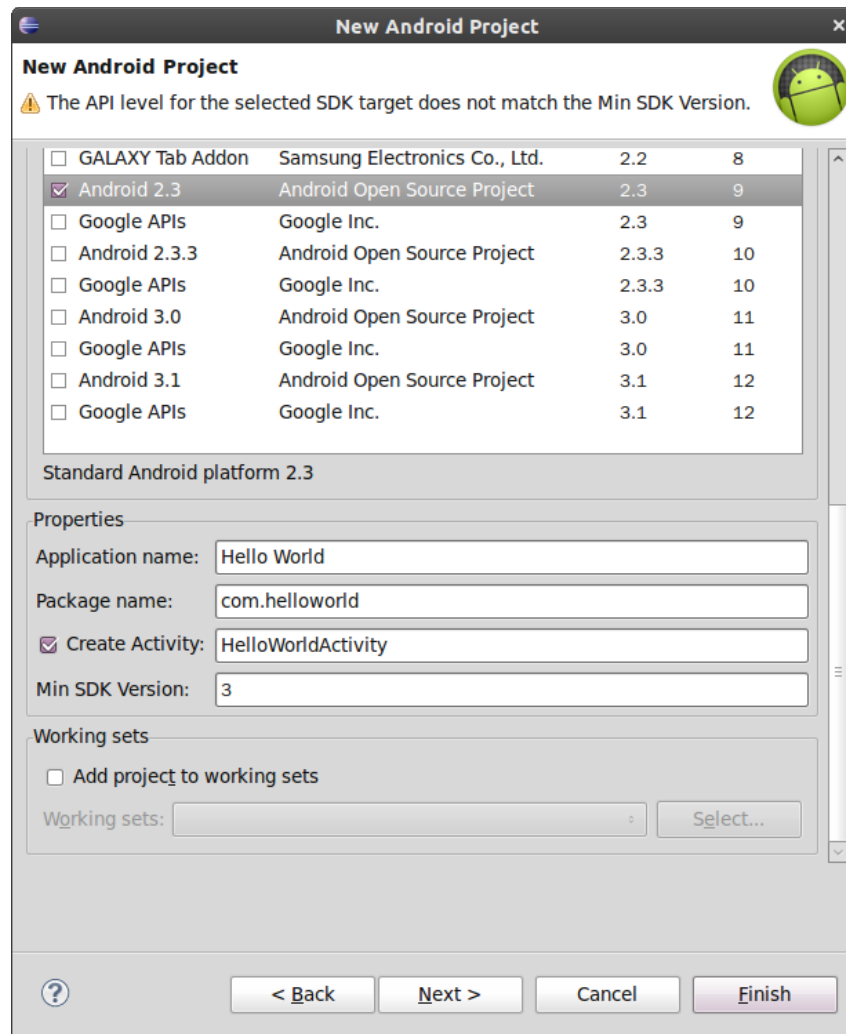 New Android Project
New Android Project
The API level for the selected SDK target does not match the Min SDK Version.
GALAXY Tab Addon Samsung Electronics Co., Ltd. 2.2 8
Android 2.3 Android Open Source Project 2.3 9
Google APIs Google Inc. 2.3 9
Android 2.3.3 Android Open Source Project 2.3.3 10
Google APIs Google Inc. 2.3.3 10
Android 3.0 Android Open Source Project 3.0 11
Google APIs Google Inc. 3.0 11
Android 3.1 Android Open Source Project 3.1 12
Google APIs Google Inc. 3.1 12
Standard Android platform 2.3
Properties
Application name: Hello World
Package name: com.helloworld
Create Activity: HelloWorldActivity
Min SDK Version: 3
Working sets
Add project to working sets
Working sets: Select...
? < Back Next > Cancel Finish